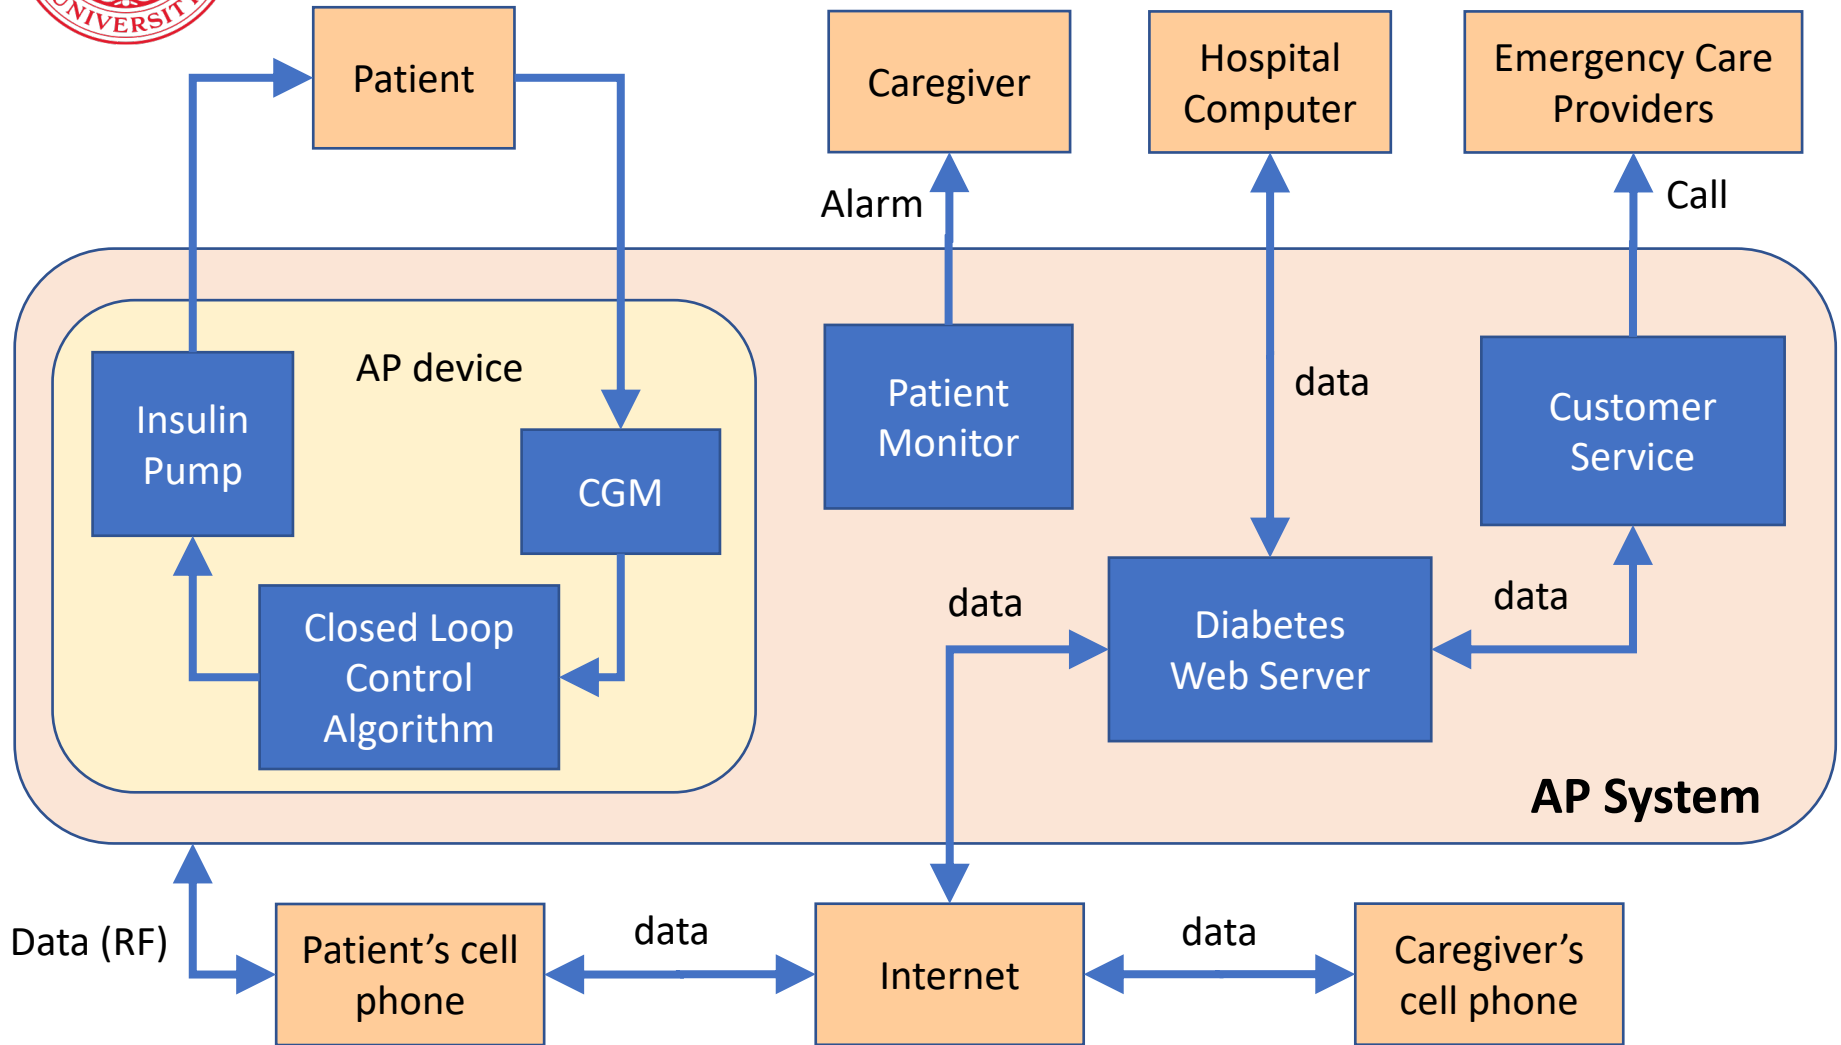 UNIVERSITY
Patient
Caregiver
Hospital
Computer
Emergency Care
Providers
Alarm
Call
AP device
Insulin
Pump
CGM
Patient
Monitor
data
Customer
Service
Closed Loop
Control
Algorithm
data
Diabetes
Web Server
data
AP System
Data (RF)
Patient’s cell
phone
data
Internet
data
Caregiver’s
cell phone